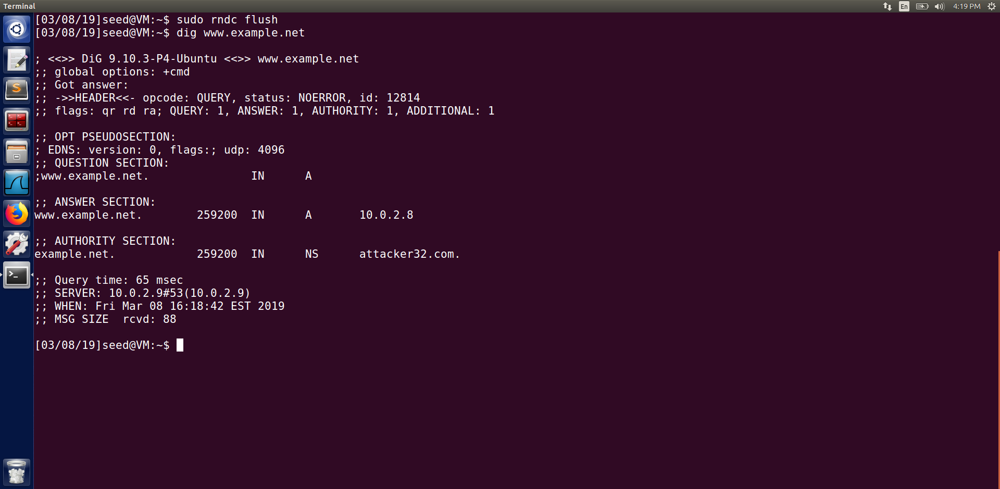 Terminal
En
4:19 PM
[03/08/19]seed@VM:~$ sudo rndc flush
[03/08/19]seed@VM:~$ dig www.example.net
; <<>> DiG 9.10.3-P4-Ubuntu <<>> www.example.net
;; global options: +cmd
;; Got answer:
;; ->>HEADER<<- opcode: QUERY, status: NOERROR, id: 12814
;; flags: qr rd ra; QUERY: 1, ANSWER: 1, AUTHORITY: 1, ADDITIONAL: 1
;; OPT PSEUDOSECTION:
; EDNS: version: 0, flags:; udp: 4096
;; QUESTION SECTION:
;www.example.net. IN A
;; ANSWER SECTION:
www.example.net. 259200 IN A 10.0.2.8
;; AUTHORITY SECTION:
example.net. 259200 IN NS attacker32.com.
;; Query time: 65 msec
;; SERVER: 10.0.2.9#53(10.0.2.9)
;; WHEN: Fri Mar 08 16:18:42 EST 2019
;; MSG SIZE  rcvd: 88
[03/08/19]seed@VM:~$